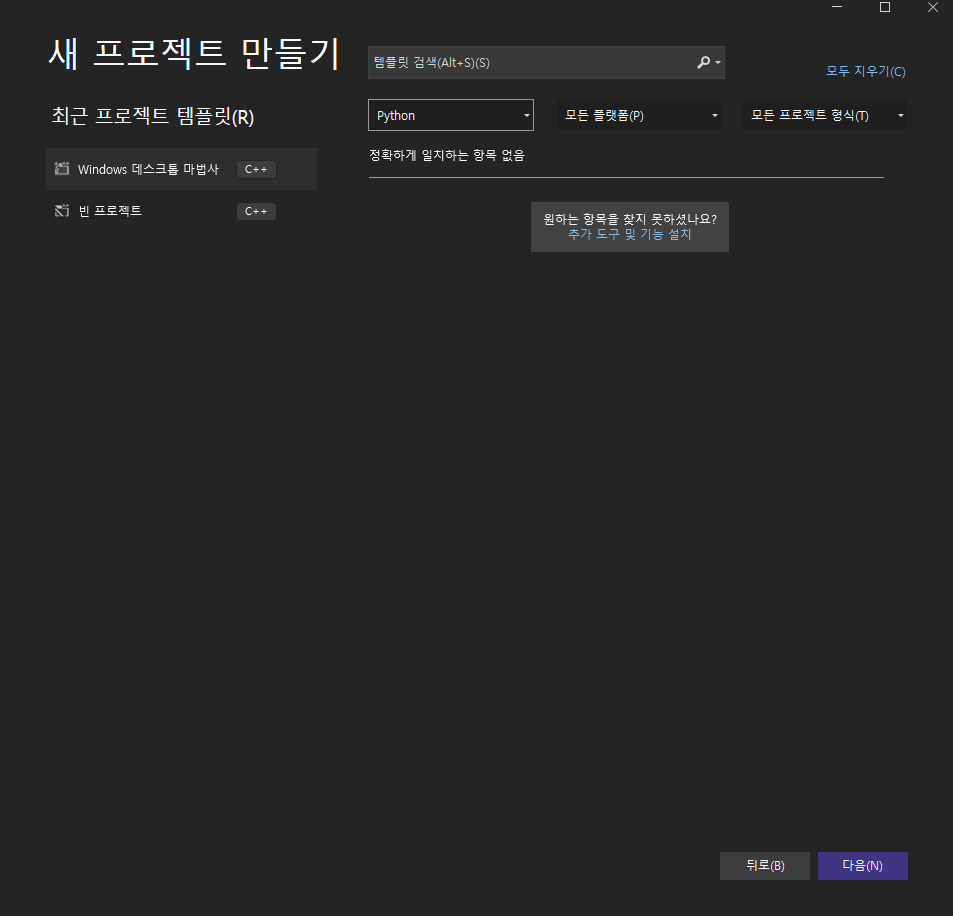 새 프로젝트 만들기
템플릿 검색(Alt+S)(S)
모두 지우기(C)
최근 프로젝트 템플릿(R)
Python
모든 플랫폼(P)
모든 프로젝트 형식(T)
정확하게 일치하는 항목 없음
Windows 데스크톱 마법사 C++
빈 프로젝트 C++
원하는 항목을 찾지 못하셨나요?
추가 도구 및 기능 설치
뒤로(B)
다음(N)